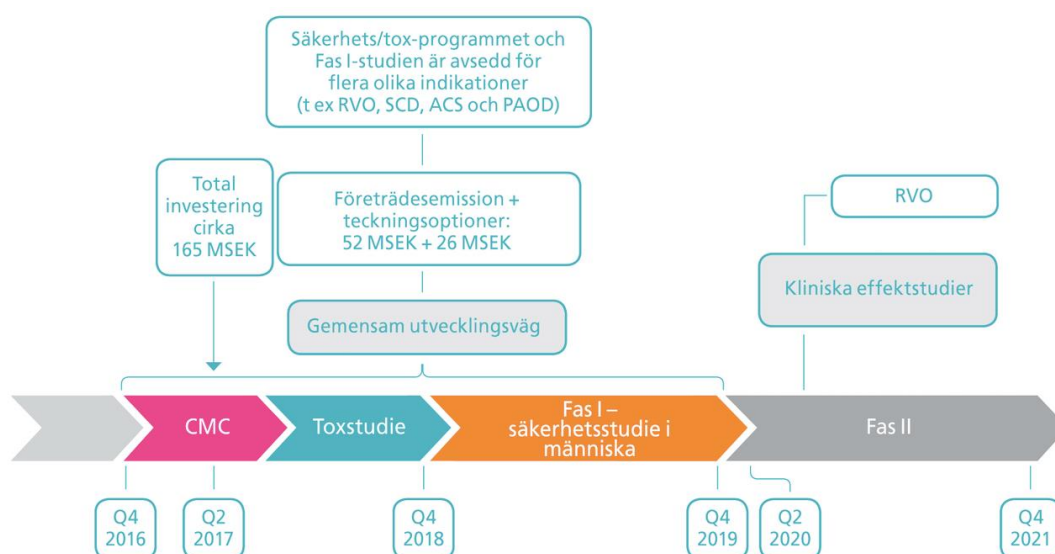 Säkerhets/tox-programmet och
Fas I-studien är avsedd för
flera olika indikationer
(t ex RVO, SCD, ACS och PAOD)
Total
investering
cirka
165 MSEK
Företrädesemission +
teckningsoptioner:
52 MSEK + 26 MSEK
RVO
Kliniska effektstudier
Gemensam utvecklingsväg
CMC
Toxstudie
Fas I –
säkerhetsstudie i
människa
Fas II
Q4
2016
Q2
2017
Q4
2018
Q4
2019
Q2
2020
Q4
2021